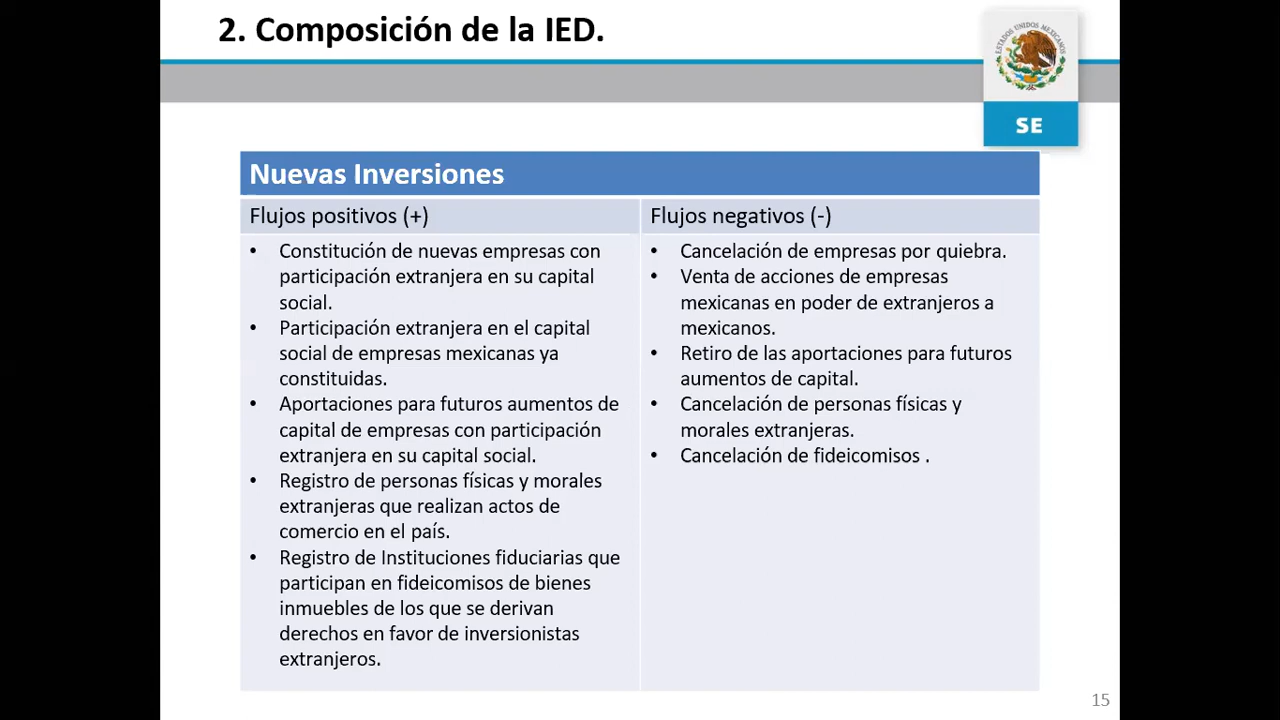 2. Composición de la IED.
ESTADOS UNIDOS MEXICANOS
SE
Nuevas Inversiones
Flujos positivos (+)
• Constitución de nuevas empresas con
participación extranjera en su capital
social.
• Participación extranjera en el capital
social de empresas mexicanas ya
constituidas.
• Aportaciones para futuros aumentos de
capital de empresas con participación
extranjera en su capital social.
• Registro de personas físicas y morales
extranjeras que realizan actos de
comercio en el país.
• Registro de Instituciones fiduciarias que
participan en fideicomisos de bienes
inmuebles de los que se derivan
derechos en favor de inversionistas
extranjeros.
Flujos negativos (-)
• Cancelación de empresas por quiebra.
• Venta de acciones de empresas
mexicanas en poder de extranjeros a
mexicanos.
• Retiro de las aportaciones para futuros
aumentos de capital.
• Cancelación de personas físicas y
morales extranjeras.
• Cancelación de fideicomisos .
15